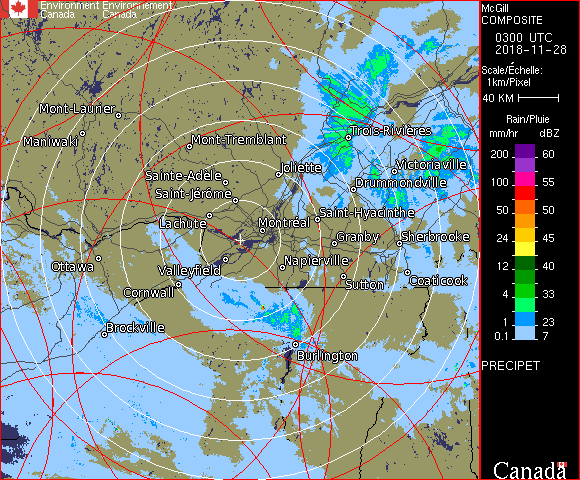 Environment Environnement
Canada Canada
McGill
COMPOSITE
0300 UTC
2018-11-28
Scale/Échelle:
1km/Pixel
40 KM
Rain/Pluie
mm/hr dBZ
200 60
100 55
50 50
24 45
12 40
4 33
1 23
0.1 7
PRECIPET
Canada
Mont-Laurier
Maniwaki
Mont-Tremblant
Trois-Rivières
Sainte-Adèle
Joliette
Victoriaville
Saint-Jérôme
Drummondville
Lachute
Montréal
Saint-Hyacinthe
Granby
Sherbrooke
Ottawa
Valleyfield
Napierville
Sutton
Coaticook
Cornwall
Brockville
Burlington